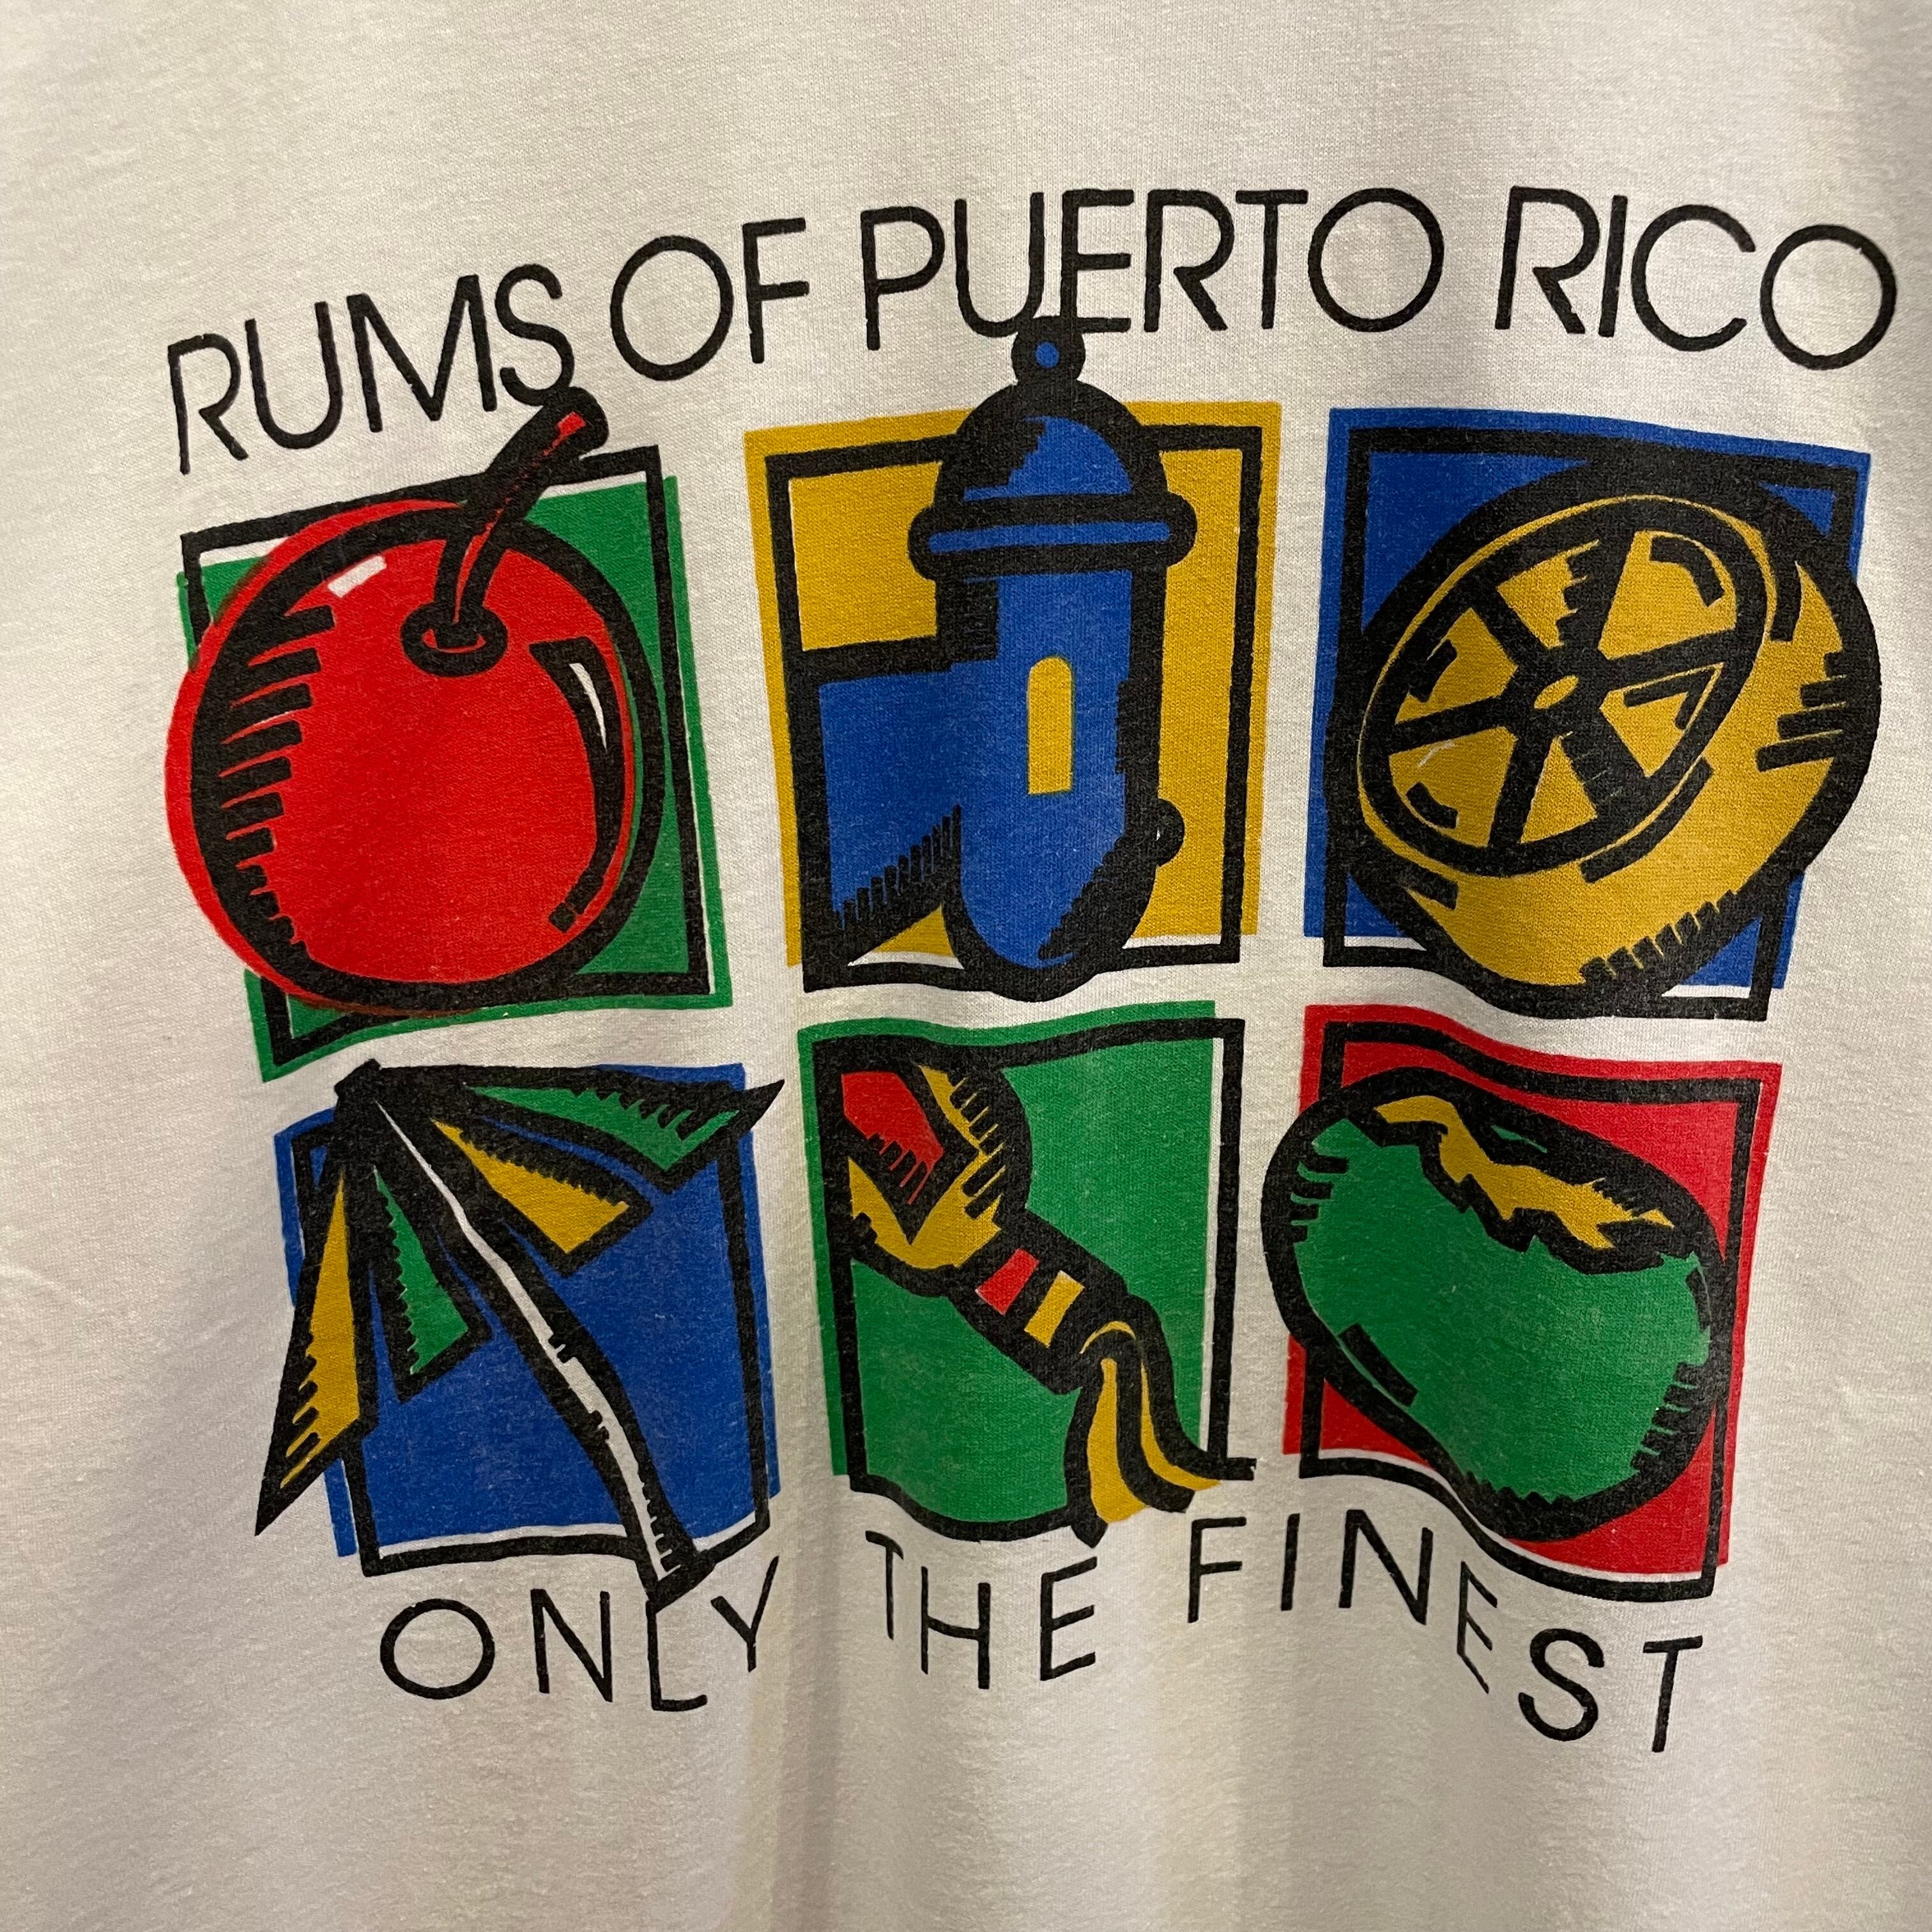 RUMS OF PUERTO RICO
ONLY THE FINEST